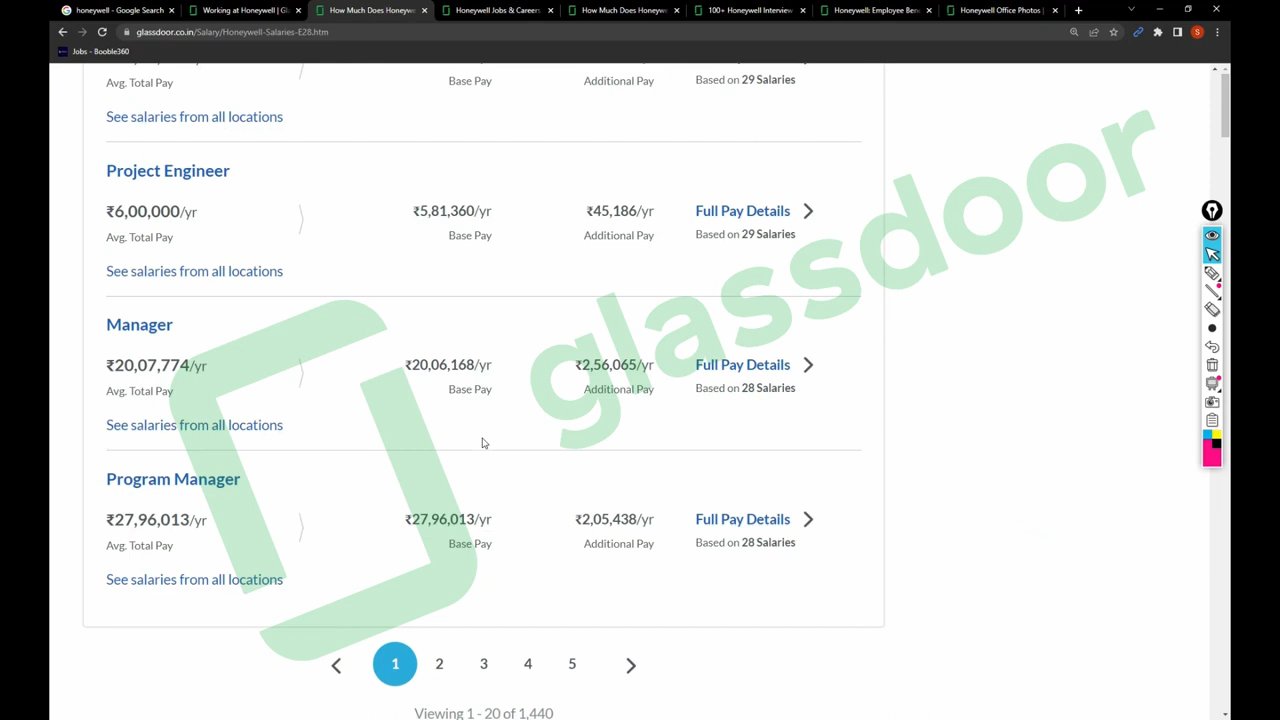 honeywell - Google Search
Working at Honeywell | Gl
How Much Does Honeywe
Honeywell Jobs & Careers
How Much Does Honeywe
100+ Honeywell Interview
Honeywell: Employee Ben
Honeywell Office Photos |
glassdoor.co.in/Salary/Honeywell-Salaries-E28.htm
S
Jobs - Booble360
Avg. Total Pay
Base Pay
Additional Pay
Based on 29 Salaries
See salaries from all locations
Project Engineer
₹6,00,000/yr
₹5,81,360/yr
₹45,186/yr
Full Pay Details
Avg. Total Pay
Base Pay
Additional Pay
Based on 29 Salaries
See salaries from all locations
Manager
₹20,07,774/yr
₹20,06,168/yr
₹2,56,065/yr
Full Pay Details
Avg. Total Pay
Base Pay
Additional Pay
Based on 28 Salaries
See salaries from all locations
Program Manager
₹27,96,013/yr
₹27,96,013/yr
₹2,05,438/yr
Full Pay Details
Avg. Total Pay
Base Pay
Additional Pay
Based on 28 Salaries
See salaries from all locations
glassdoor
1 2 3 4 5
Viewing 1 - 20 of 1,440